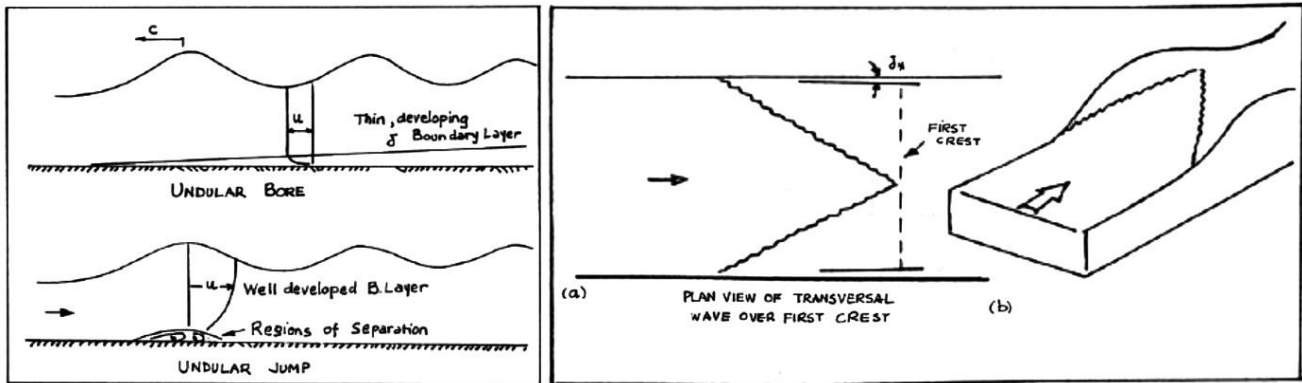 c
u
Thin, developing
δ Boundary Layer
UNDULAR BORE
u
Well developed B. Layer
Regions of Separation
UNDULAR JUMP
δ*
FIRST
CREST
(a)
PLAN VIEW OF TRANSVERSAL
WAVE OVER FIRST CREST
(b)